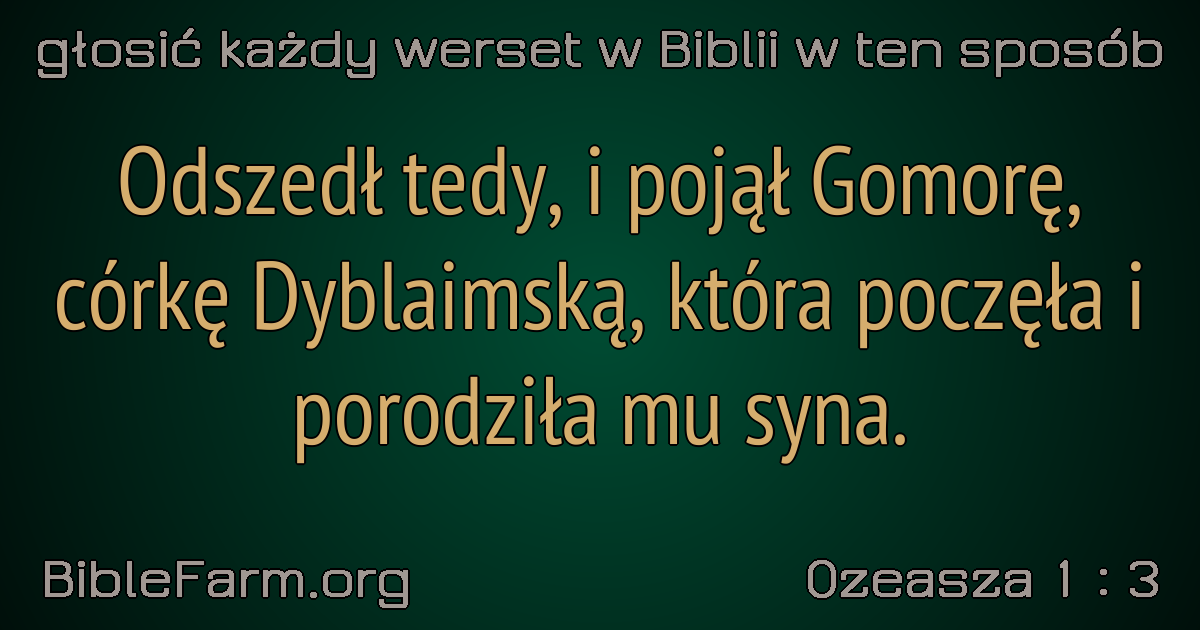 głosić każdy werset w Biblii w ten sposób
Odszedł tedy, i pojął Gomorę,
córkę Dyblaimską, która poczęła i
porodziła mu syna.
BibleFarm.org
Ozeasza 1 : 3